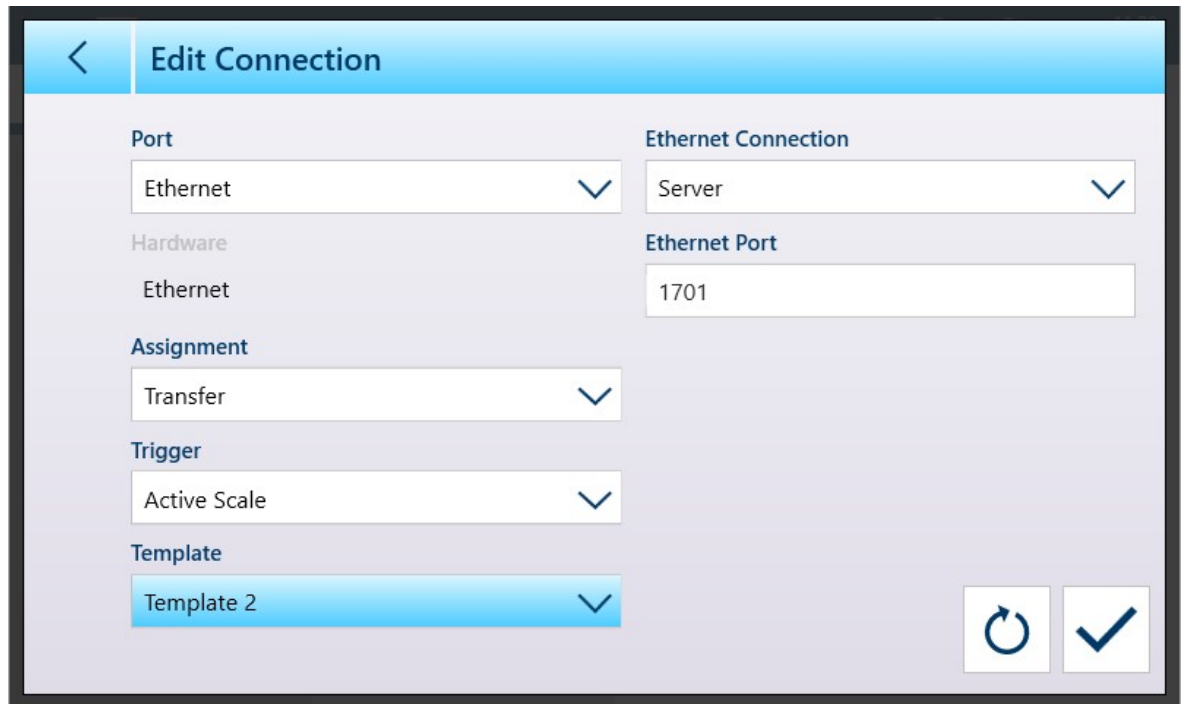 Edit Connection
Port
Ethernet
Hardware
Ethernet
Assignment
Transfer
Trigger
Active Scale
Template
Template 2
Ethernet Connection
Server
Ethernet Port
1701